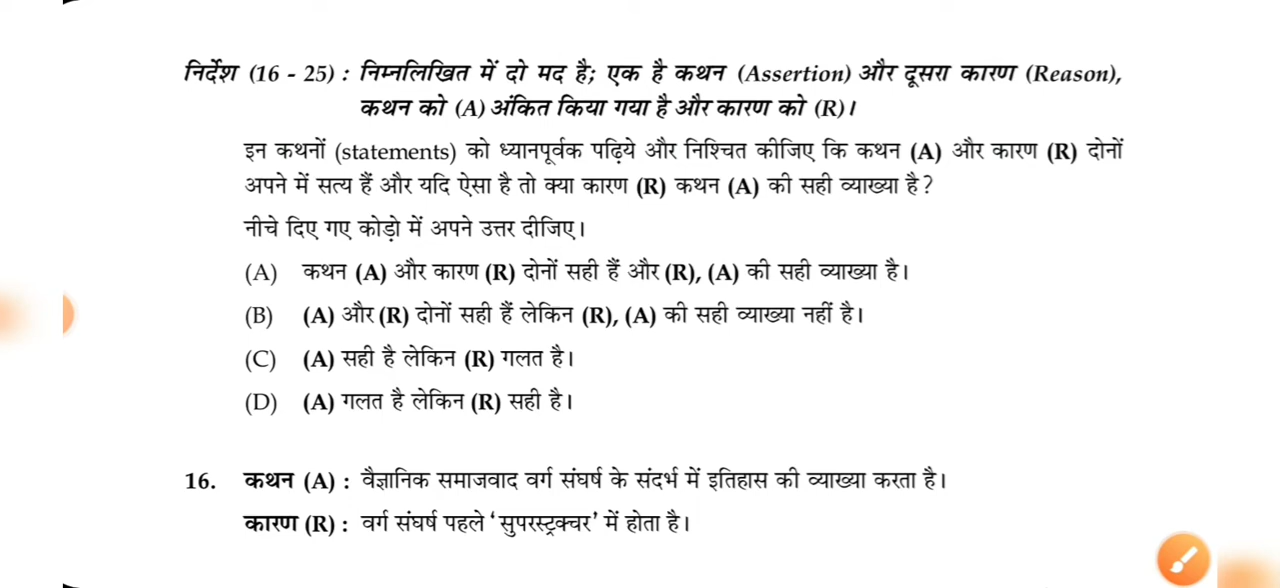 निर्देश (16 - 25) : निम्नलिखित में दो मद है; एक है कथन (Assertion) और दूसरा कारण (Reason),
कथन को (A) अंकित किया गया है और कारण को (R)।
इन कथनों (statements) को ध्यानपूर्वक पढ़िये और निश्चित कीजिए कि कथन (A) और कारण (R) दोनों
अपने में सत्य हैं और यदि ऐसा है तो क्या कारण (R) कथन (A) की सही व्याख्या है?
नीचे दिए गए कोड़ो में अपने उत्तर दीजिए।
(A) कथन (A) और कारण (R) दोनों सही हैं और (R), (A) की सही व्याख्या है।
(B) (A) और (R) दोनों सही हैं लेकिन (R), (A) की सही व्याख्या नहीं है।
(C) (A) सही है लेकिन (R) गलत है।
(D) (A) गलत है लेकिन (R) सही है।
16. कथन (A) : वैज्ञानिक समाजवाद वर्ग संघर्ष के संदर्भ में इतिहास की व्याख्या करता है।
कारण (R) : वर्ग संघर्ष पहले ‘सुपरस्ट्रक्चर’ में होता है।